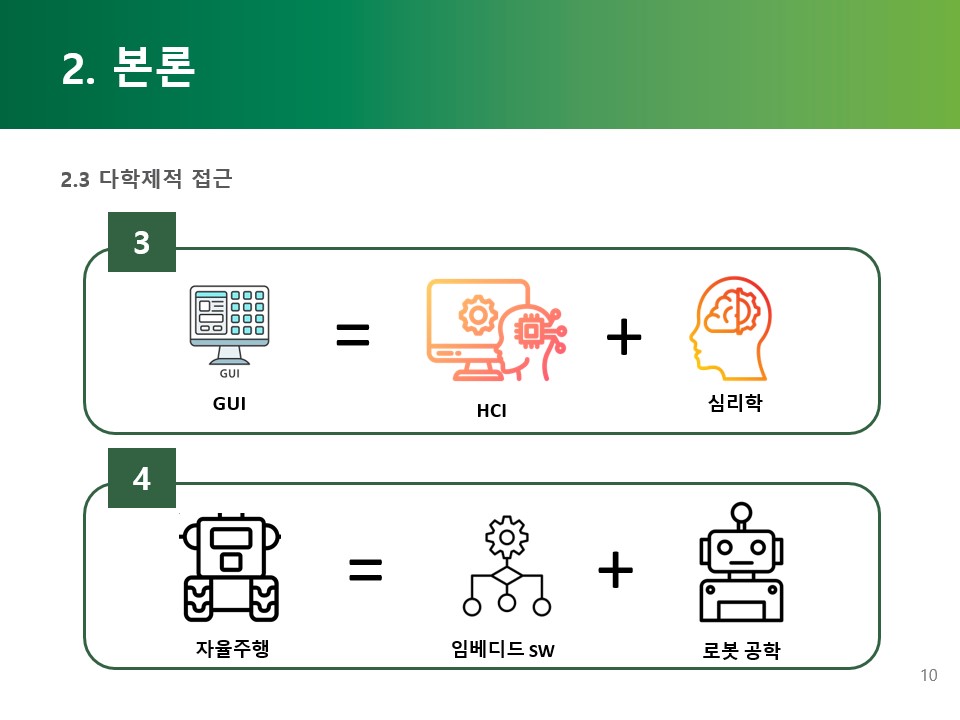 2. 본론
2.3 다학제적 접근
3
GUI
=
+
GUI
HCI
심리학
4
=
+
자율주행
임베디드 SW
로봇 공학
10